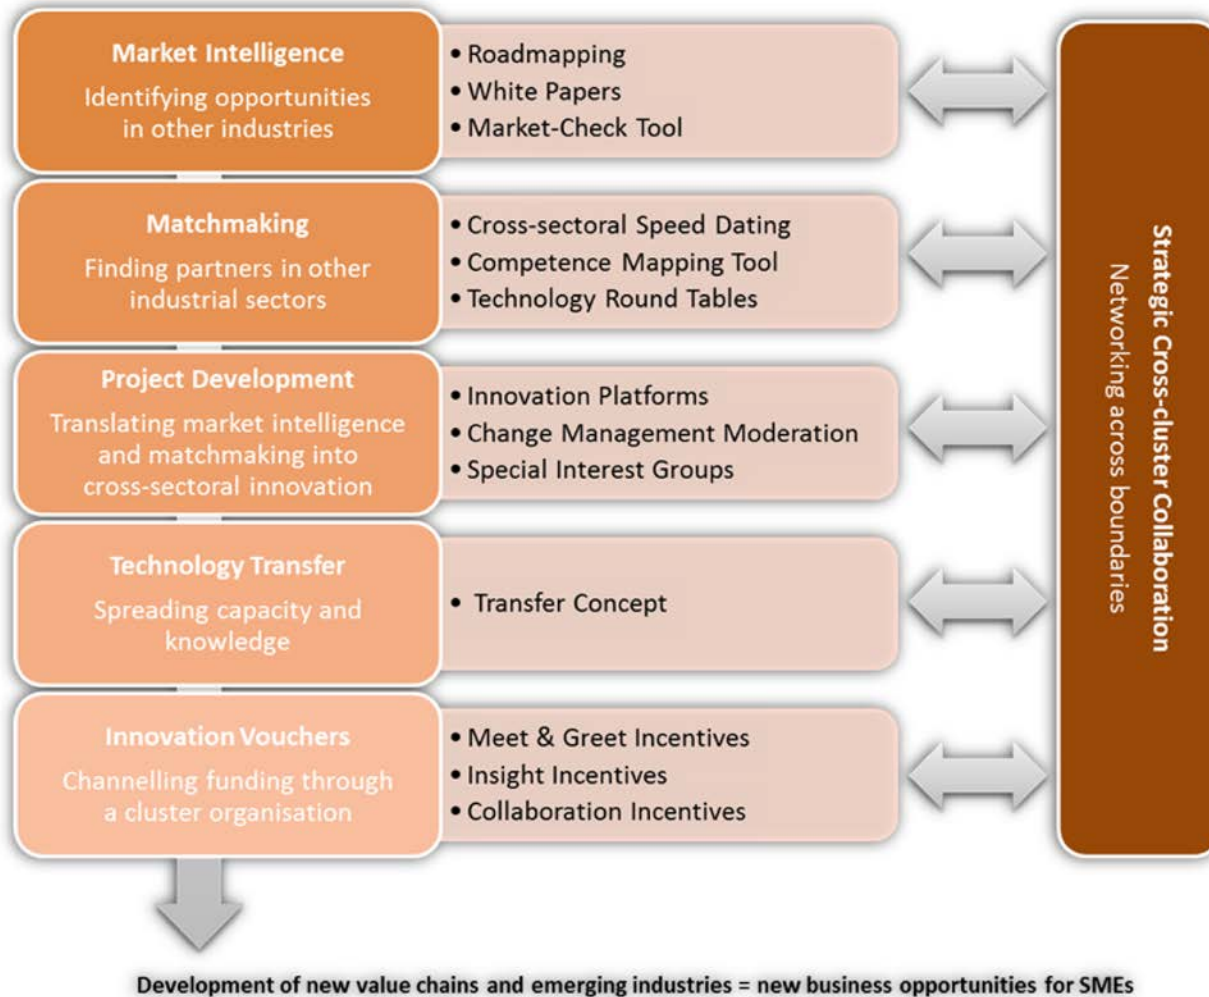 Market Intelligence
Identifying opportunities
in other industries
• Roadmapping
• White Papers
• Market-Check Tool
Matchmaking
Finding partners in other
industrial sectors
• Cross-sectoral Speed Dating
• Competence Mapping Tool
• Technology Round Tables
Project Development
Translating market intelligence
and matchmaking into
cross-sectoral innovation
• Innovation Platforms
• Change Management Moderation
• Special Interest Groups
Technology Transfer
Spreading capacity and
knowledge
• Transfer Concept
Innovation Vouchers
Channelling funding through
a cluster organisation
• Meet & Greet Incentives
• Insight Incentives
• Collaboration Incentives
Strategic Cross-cluster Collaboration
Networking across boundaries
Development of new value chains and emerging industries = new business opportunities for SMEs